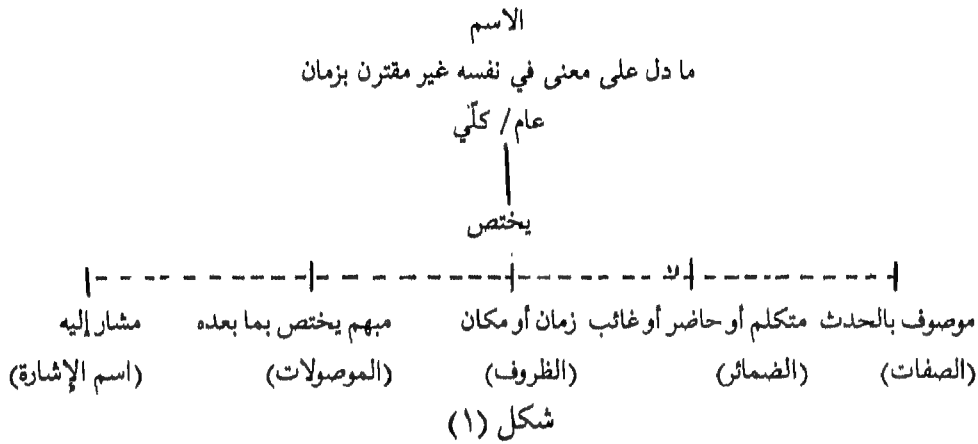 الاسم
ما دل على معنى في نفسه غير مقترن بزمان
عام/ كلّي
يختص
موصوف بالحدث متكلم أو حاضر أو غائب زمان أو مكان مبهم يختص بما بعده مشار إليه
(الصفات) (الضمائر) (الظروف) (الموصولات) (اسم الإشارة)
شكل (١)